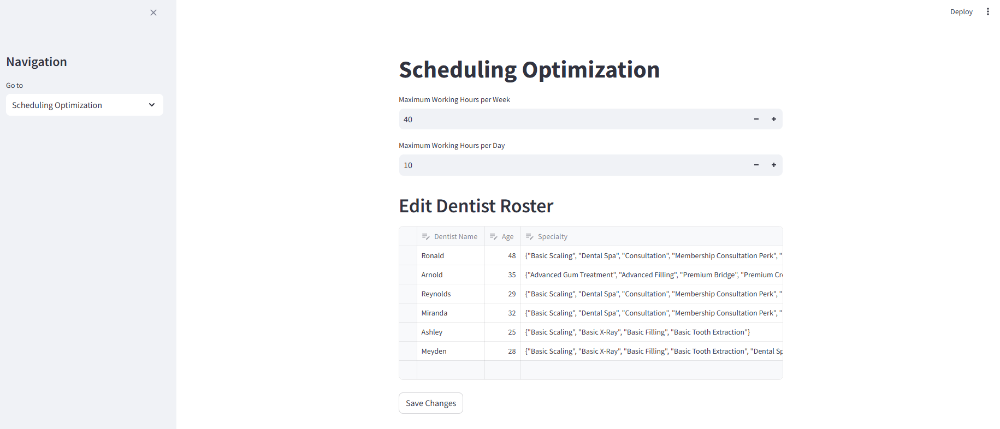 Deploy
Navigation
Go to
Scheduling Optimization
Scheduling Optimization
Maximum Working Hours per Week
40
Maximum Working Hours per Day
10
Edit Dentist Roster
Dentist Name Age Specialty
Ronald 48 {"Basic Scaling", "Dental Spa", "Consultation", "Membership Consultation Perk", "
Arnold 35 {"Advanced Gum Treatment", "Advanced Filling", "Premium Bridge", "Premium Cr
Reynolds 29 {"Basic Scaling", "Dental Spa", "Consultation", "Membership Consultation Perk", "
Miranda 32 {"Basic Scaling", "Dental Spa", "Consultation", "Membership Consultation Perk", "
Ashley 25 {"Basic Scaling", "Basic X-Ray", "Basic Filling", "Basic Tooth Extraction"}
Meyden 28 {"Basic Scaling", "Basic X-Ray", "Basic Filling", "Basic Tooth Extraction", "Dental Sp
Save Changes